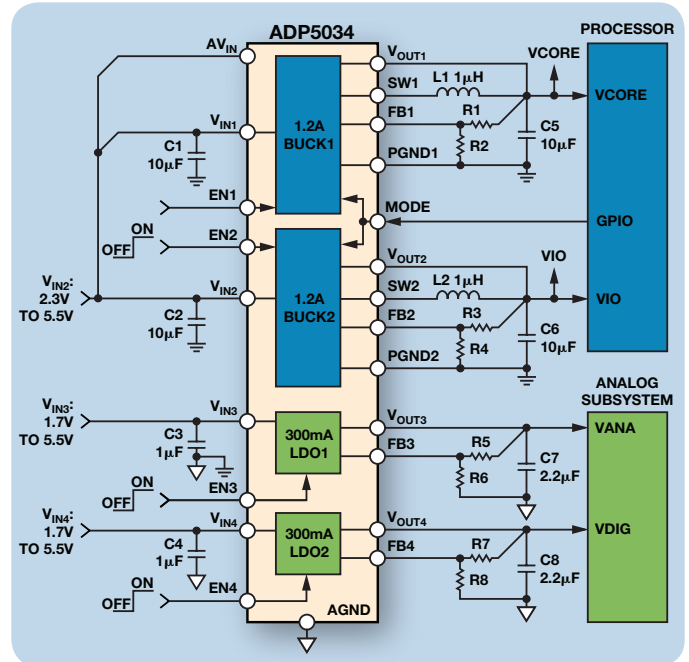 ADP5034
PROCESSOR
AVIN
VOUT1
VCORE
SW1
L1 1µH
VCORE
FB1
R1
1.2A
BUCK1
VIN1
C1
10µF
R2
C5
10µF
PGND1
EN1
MODE
GPIO
ON
OFF
EN2
VOUT2
VIO
VIN2:
2.3V
TO 5.5V
VIN2
1.2A
BUCK2
SW2
L2 1µH
VIO
FB2
R3
C2
10µF
R4
C6
10µF
PGND2
ANALOG
SUBSYSTEM
VIN3:
1.7V
TO 5.5V
VIN3
300mA
LDO1
VOUT3
VANA
C3
1µF
FB3
R5
R6
C7
2.2µF
ON
OFF
EN3
VIN4:
1.7V
TO 5.5V
VIN4
300mA
LDO2
VOUT4
VDIG
C4
1µF
FB4
R7
R8
C8
2.2µF
ON
OFF
EN4
AGND